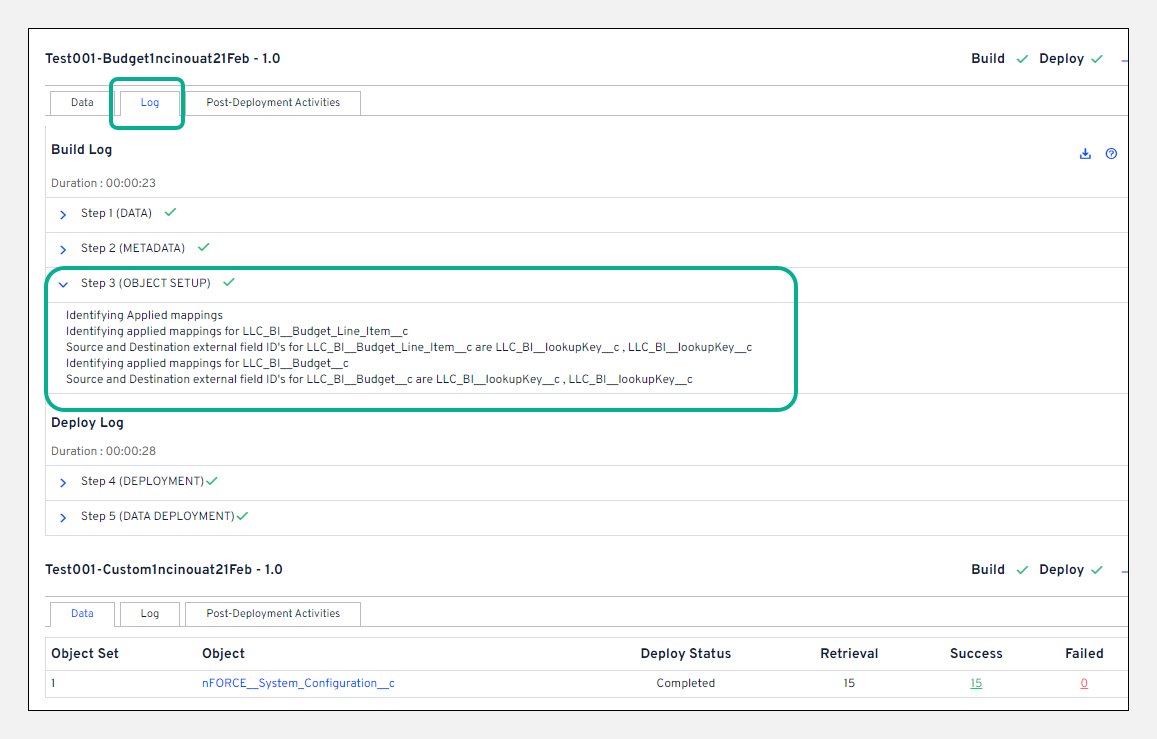 Test001-Budget1ncinouat21Feb - 1.0
Build Deploy
Data Log Post-Deployment Activities
Build Log
Duration : 00:00:23
Step 1 (DATA)
Step 2 (METADATA)
Step 3 (OBJECT SETUP)
Identifying Applied mappings
Identifying applied mappings for LLC_BI__Budget_Line_Item__c
Source and Destination external field ID's for LLC_BI__Budget_Line_Item__c are LLC_BI__lookupKey__c , LLC_BI__lookupKey__c
Identifying applied mappings for LLC_BI__Budget__c
Source and Destination external field ID's for LLC_BI__Budget__c are LLC_BI__lookupKey__c , LLC_BI__lookupKey__c
Deploy Log
Duration : 00:00:28
Step 4 (DEPLOYMENT)
Step 5 (DATA DEPLOYMENT)
Test001-Custom1ncinouat21Feb - 1.0
Build Deploy
Data Log Post-Deployment Activities
Object Set Object Deploy Status Retrieval Success Failed
1 nFORCE__System_Configuration__c Completed 15 15 0